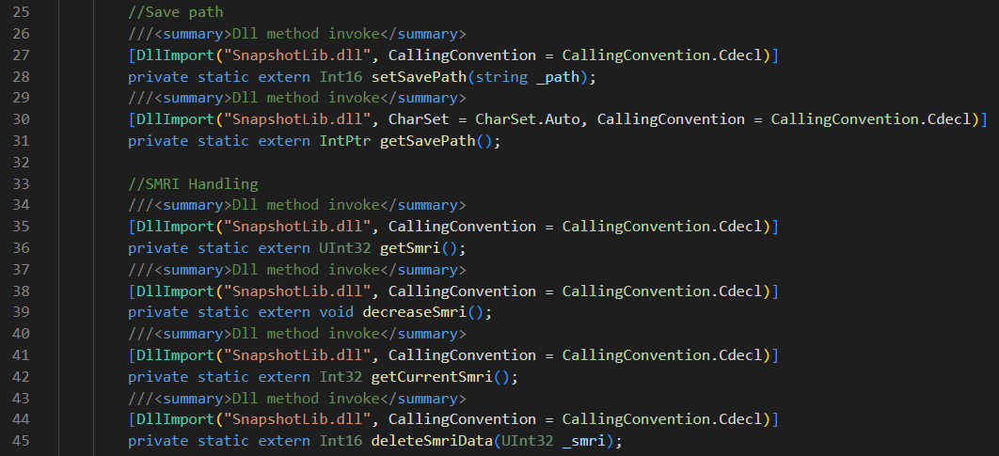 25 //Save path
26 ///<summary>Dll method invoke</summary>
27 [DllImport("SnapshotLib.dll", CallingConvention = CallingConvention.Cdecl)]
28 private static extern Int16 setSavePath(string _path);
29 ///<summary>Dll method invoke</summary>
30 [DllImport("SnapshotLib.dll", CharSet = CharSet.Auto, CallingConvention = CallingConvention.Cdecl)]
31 private static extern IntPtr getSavePath();
32
33 //SMRI Handling
34 ///<summary>Dll method invoke</summary>
35 [DllImport("SnapshotLib.dll", CallingConvention = CallingConvention.Cdecl)]
36 private static extern UInt32 getSmri();
37 ///<summary>Dll method invoke</summary>
38 [DllImport("SnapshotLib.dll", CallingConvention = CallingConvention.Cdecl)]
39 private static extern void decreaseSmri();
40 ///<summary>Dll method invoke</summary>
41 [DllImport("SnapshotLib.dll", CallingConvention = CallingConvention.Cdecl)]
42 private static extern Int32 getCurrentSmri();
43 ///<summary>Dll method invoke</summary>
44 [DllImport("SnapshotLib.dll", CallingConvention = CallingConvention.Cdecl)]
45 private static extern Int16 deleteSmriData(UInt32 _smri);